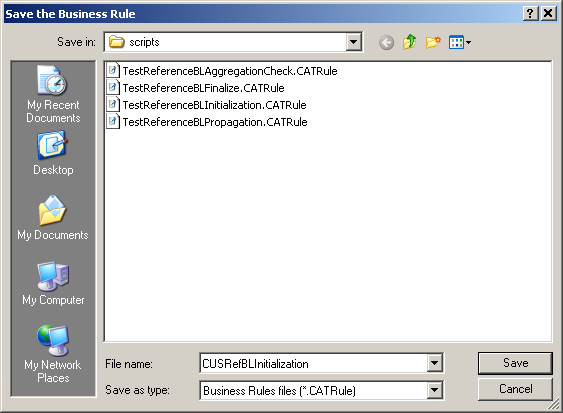 Save the Business Rule
Save in:
scripts
TestReferenceBLAggregationCheck.CATRule
TestReferenceBLFinalize.CATRule
TestReferenceBLInitialization.CATRule
TestReferenceBLPropagation.CATRule
My Recent
Documents
Desktop
My Documents
My Computer
My Network
Places
File name:
CUSRefBLInitialization
Save
Save as type:
Business Rules files (*.CATRule)
Cancel